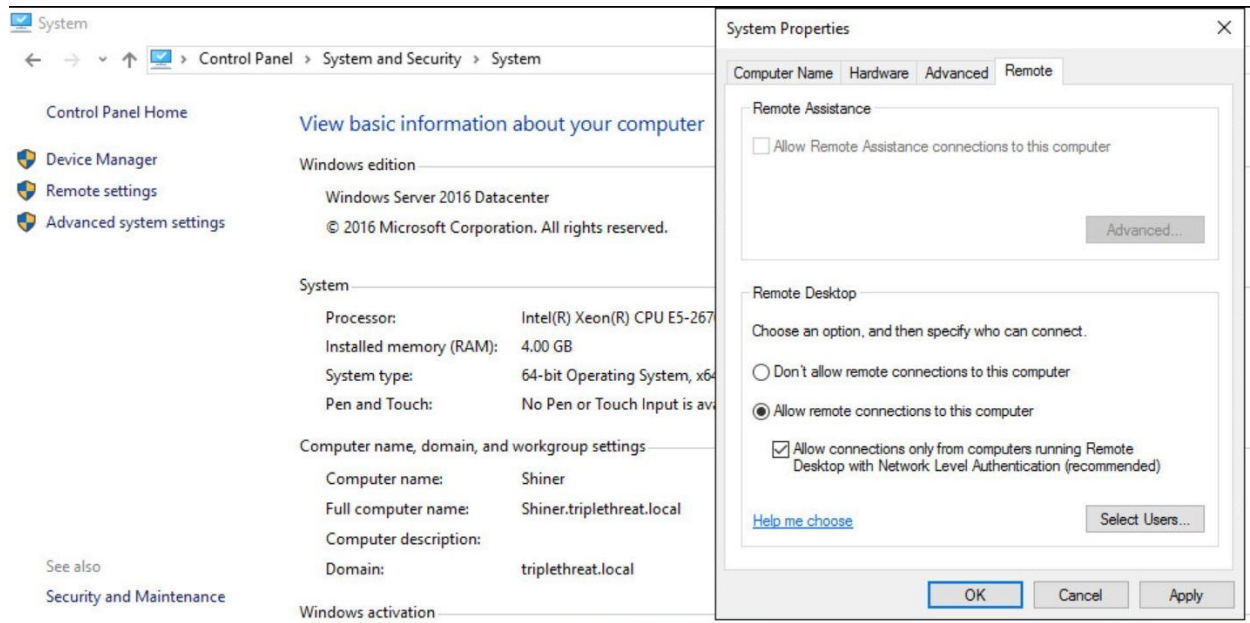 System
Control Panel > System and Security > System
Control Panel Home
Device Manager
Remote settings
Advanced system settings
See also
Security and Maintenance
View basic information about your computer
Windows edition
Windows Server 2016 Datacenter
© 2016 Microsoft Corporation. All rights reserved.
System
Processor: Intel(R) Xeon(R) CPU E5-267
Installed memory (RAM): 4.00 GB
System type: 64-bit Operating System, x64
Pen and Touch: No Pen or Touch Input is ava
Computer name, domain, and workgroup settings
Computer name: Shiner
Full computer name: Shiner.triplethreat.local
Computer description:
Domain: triplethreat.local
Windows activation
System Properties
Computer Name Hardware Advanced Remote
Remote Assistance
Allow Remote Assistance connections to this computer
Advanced...
Remote Desktop
Choose an option, and then specify who can connect.
Don't allow remote connections to this computer
Allow remote connections to this computer
Allow connections only from computers running Remote
Desktop with Network Level Authentication (recommended)
Help me choose
Select Users...
OK Cancel Apply